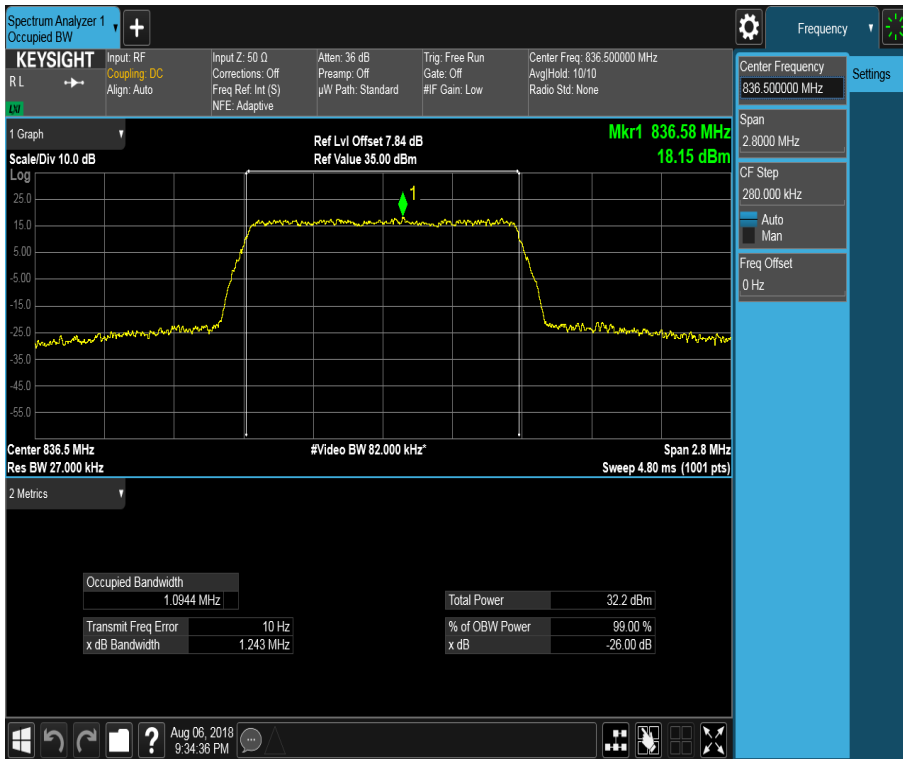 Spectrum Analyzer 1
Occupied BW
+
Frequency
KEYSIGHT
R L
LXI
Input: RF
Coupling: DC
Align: Auto
Input Z: 50 Ω
Corrections: Off
Freq Ref: Int (S)
NFE: Adaptive
Atten: 36 dB
Preamp: Off
µW Path: Standard
Trig: Free Run
Gate: Off
#IF Gain: Low
Center Freq: 836.500000 MHz
Avg|Hold: 10/10
Radio Std: None
Center Frequency
836.500000 MHz
Settings
Span
2.8000 MHz
CF Step
280.000 kHz
Auto
Man
Freq Offset
0 Hz
1 Graph
Scale/Div 10.0 dB
Ref Lvl Offset 7.84 dB
Ref Value 35.00 dBm
Mkr1 836.58 MHz
18.15 dBm
Log
25.0
15.0
5.00
-5.00
-15.0
-25.0
-35.0
-45.0
-55.0
1
Center 836.5 MHz
#Video BW 82.000 kHz*
Span 2.8 MHz
Res BW 27.000 kHz
Sweep 4.80 ms (1001 pts)
2 Metrics
Occupied Bandwidth
1.0944 MHz
Total Power 32.2 dBm
Transmit Freq Error 10 Hz
% of OBW Power 99.00 %
x dB Bandwidth 1.243 MHz
x dB -26.00 dB
?
Aug 06, 2018
9:34:36 PM